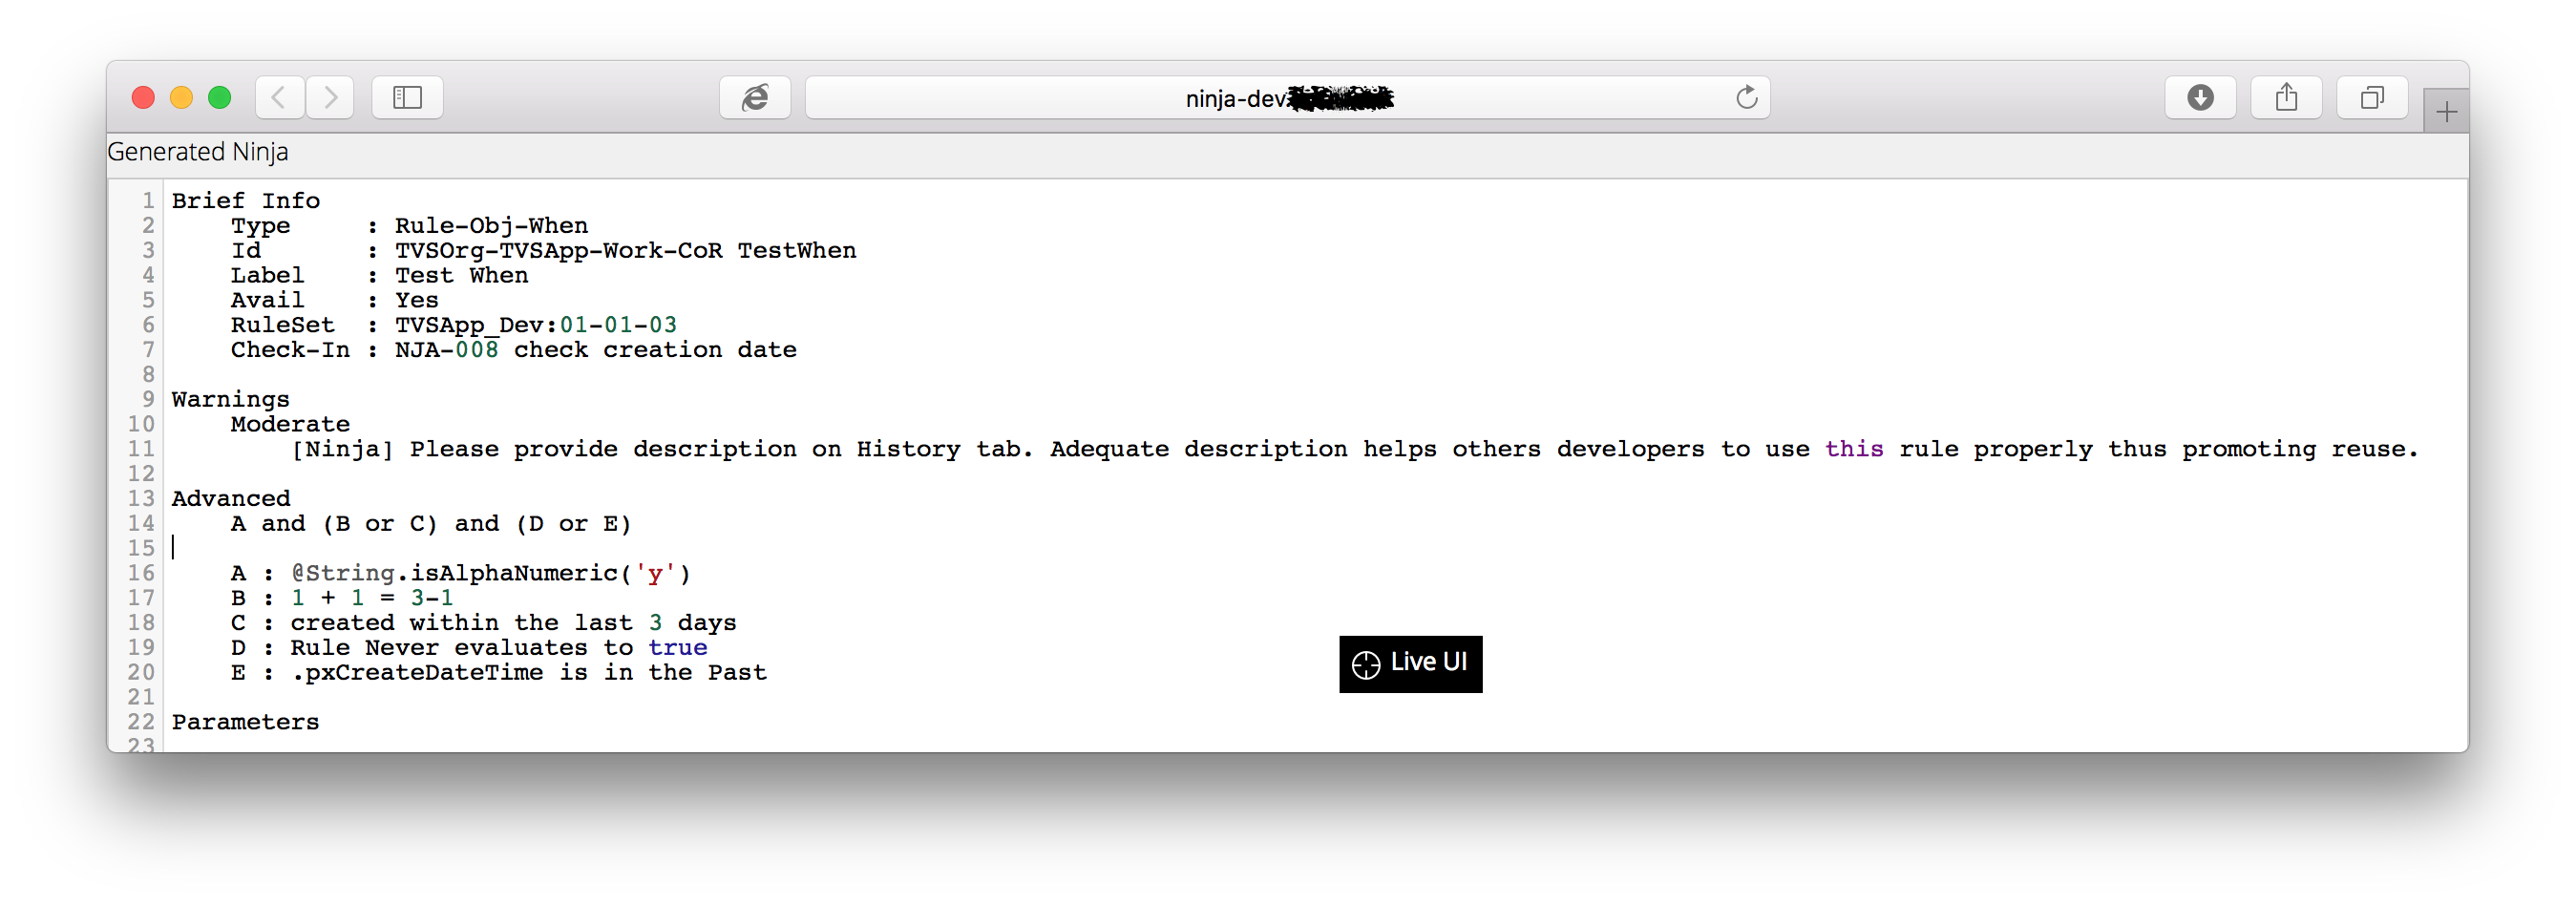 ninja-dev
Generated Ninja
1 Brief Info
2 Type : Rule-Obj-When
3 Id : TVSOrg-TVSApp-Work-CoR TestWhen
4 Label : Test When
5 Avail : Yes
6 RuleSet : TVSApp_Dev:01-01-03
7 Check-In : NJA-008 check creation date
8
9 Warnings
10 Moderate
11 [Ninja] Please provide description on History tab. Adequate description helps others developers to use this rule properly thus promoting reuse.
12
13 Advanced
14 A and (B or C) and (D or E)
15
16 A : @String.isAlphaNumeric('y')
17 B : 1 + 1 = 3-1
18 C : created within the last 3 days
19 D : Rule Never evaluates to true
20 E : .pxCreateDateTime is in the Past
Live UI
21
22 Parameters
23